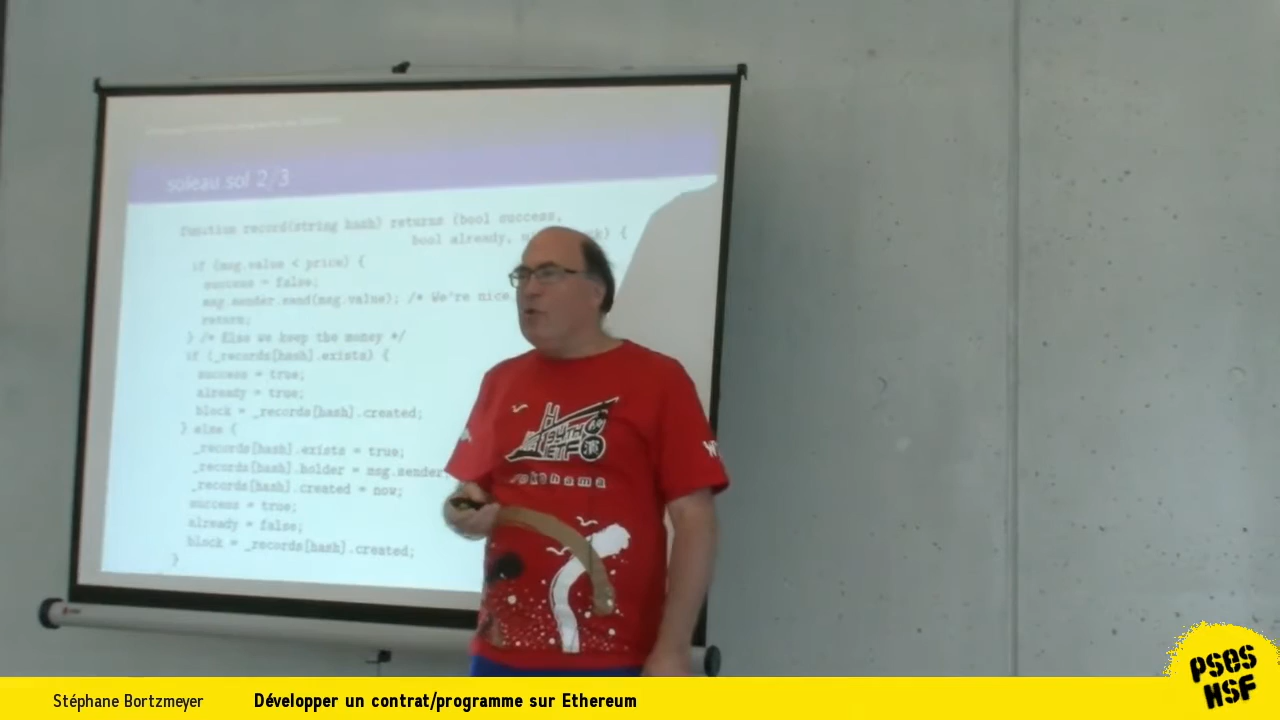 soleau sol 2/3
function record(string hash) returns (bool success,
bool already, k) {
if (msg.value < price) {
success = false;
msg.sender.send(msg.value); /* We're nice,
return;
} /* Else we keep the money */
if (_records[hash].exists) {
success = true;
already = true;
block = _records[hash].created;
} else {
_records[hash].exists = true;
_records[hash].holder = msg.sender
_records[hash].created = now;
success = true;
already = false;
block = _records[hash].created;
}
94TH
IETF
Yokohama
Stéphane Bortzmeyer Développer un contrat/programme sur Ethereum
PSES
HSF